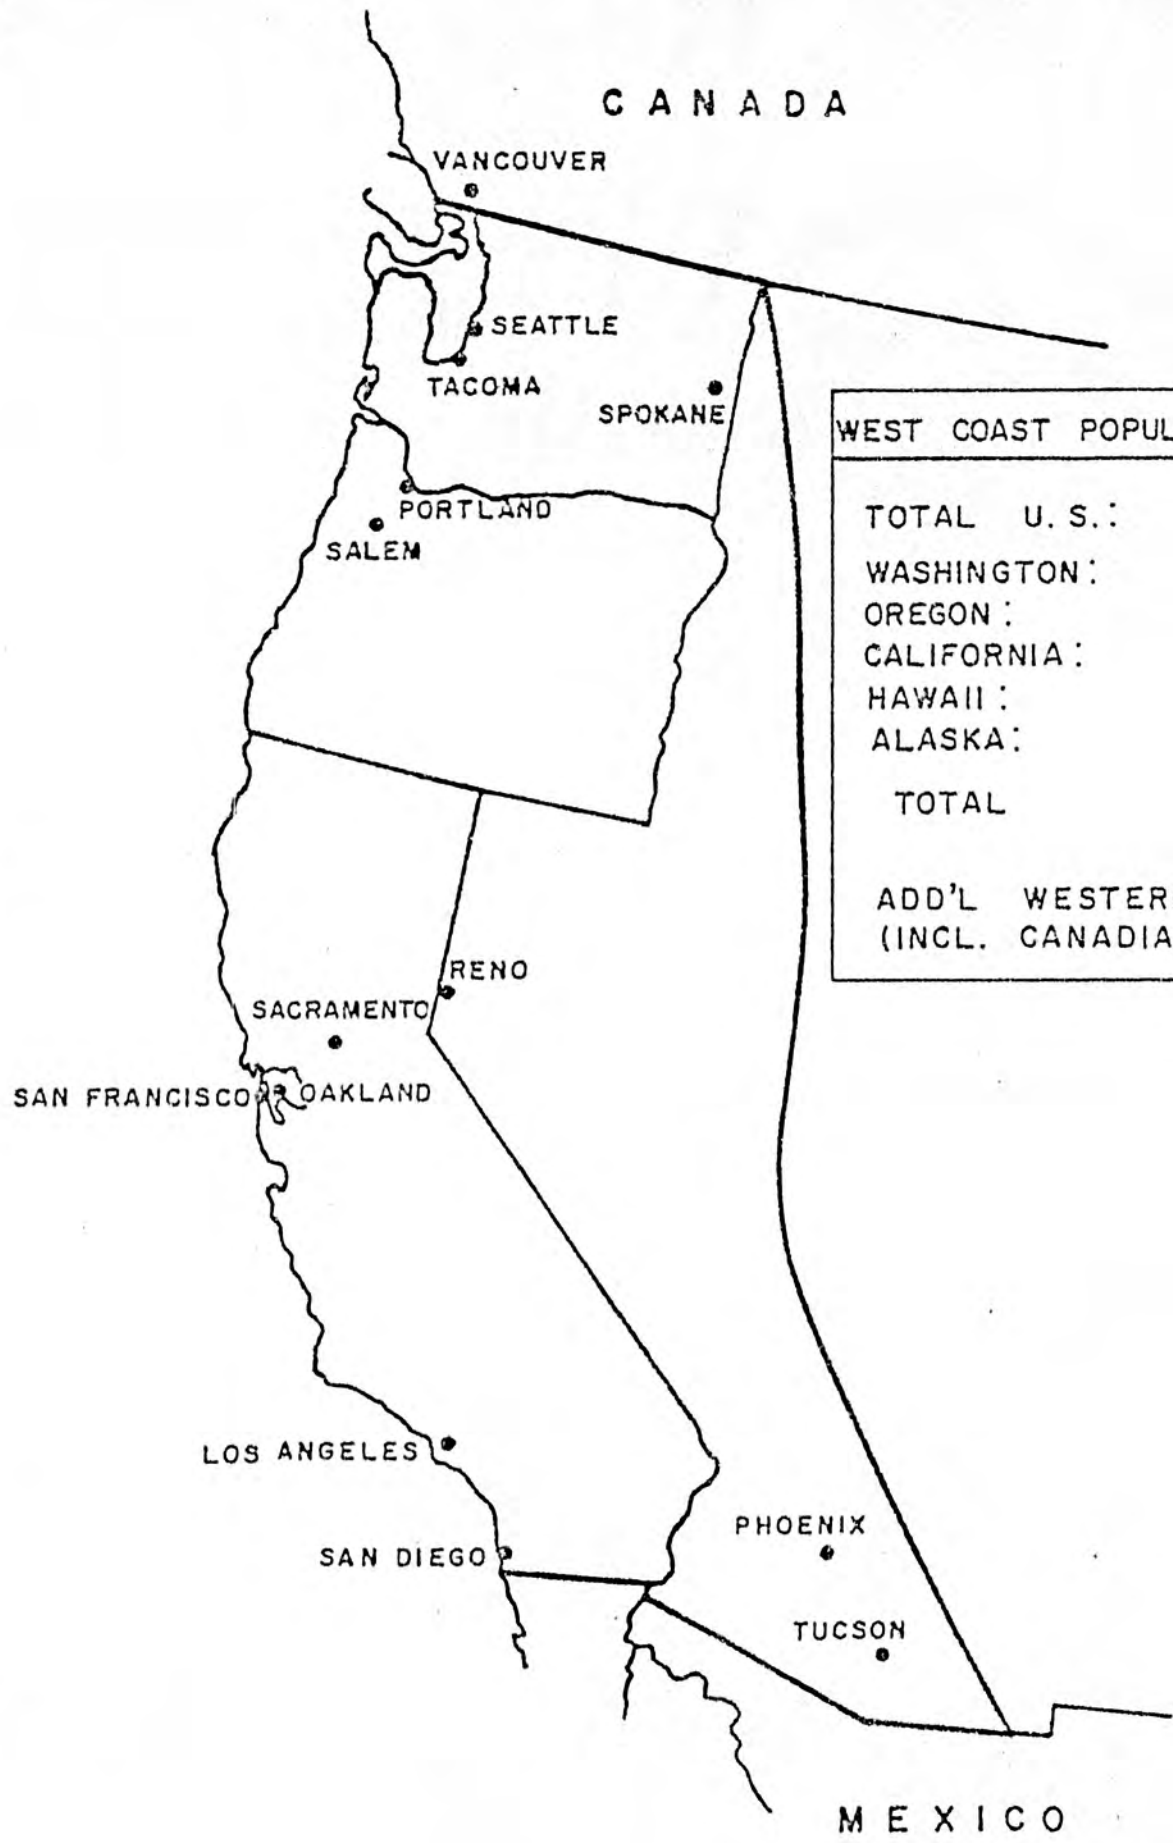 CANADA
VANCOUVER
SEATTLE
TACOMA
SPOKANE
PORTLAND
SALEM
WEST COAST POPUL
TOTAL U.S.:
WASHINGTON:
OREGON:
CALIFORNIA:
HAWAII:
ALASKA:
TOTAL
ADD'L WESTER
(INCL. CANADIA
RENO
SACRAMENTO
SAN FRANCISCO
OAKLAND
LOS ANGELES
SAN DIEGO
PHOENIX
TUCSON
MEXICO